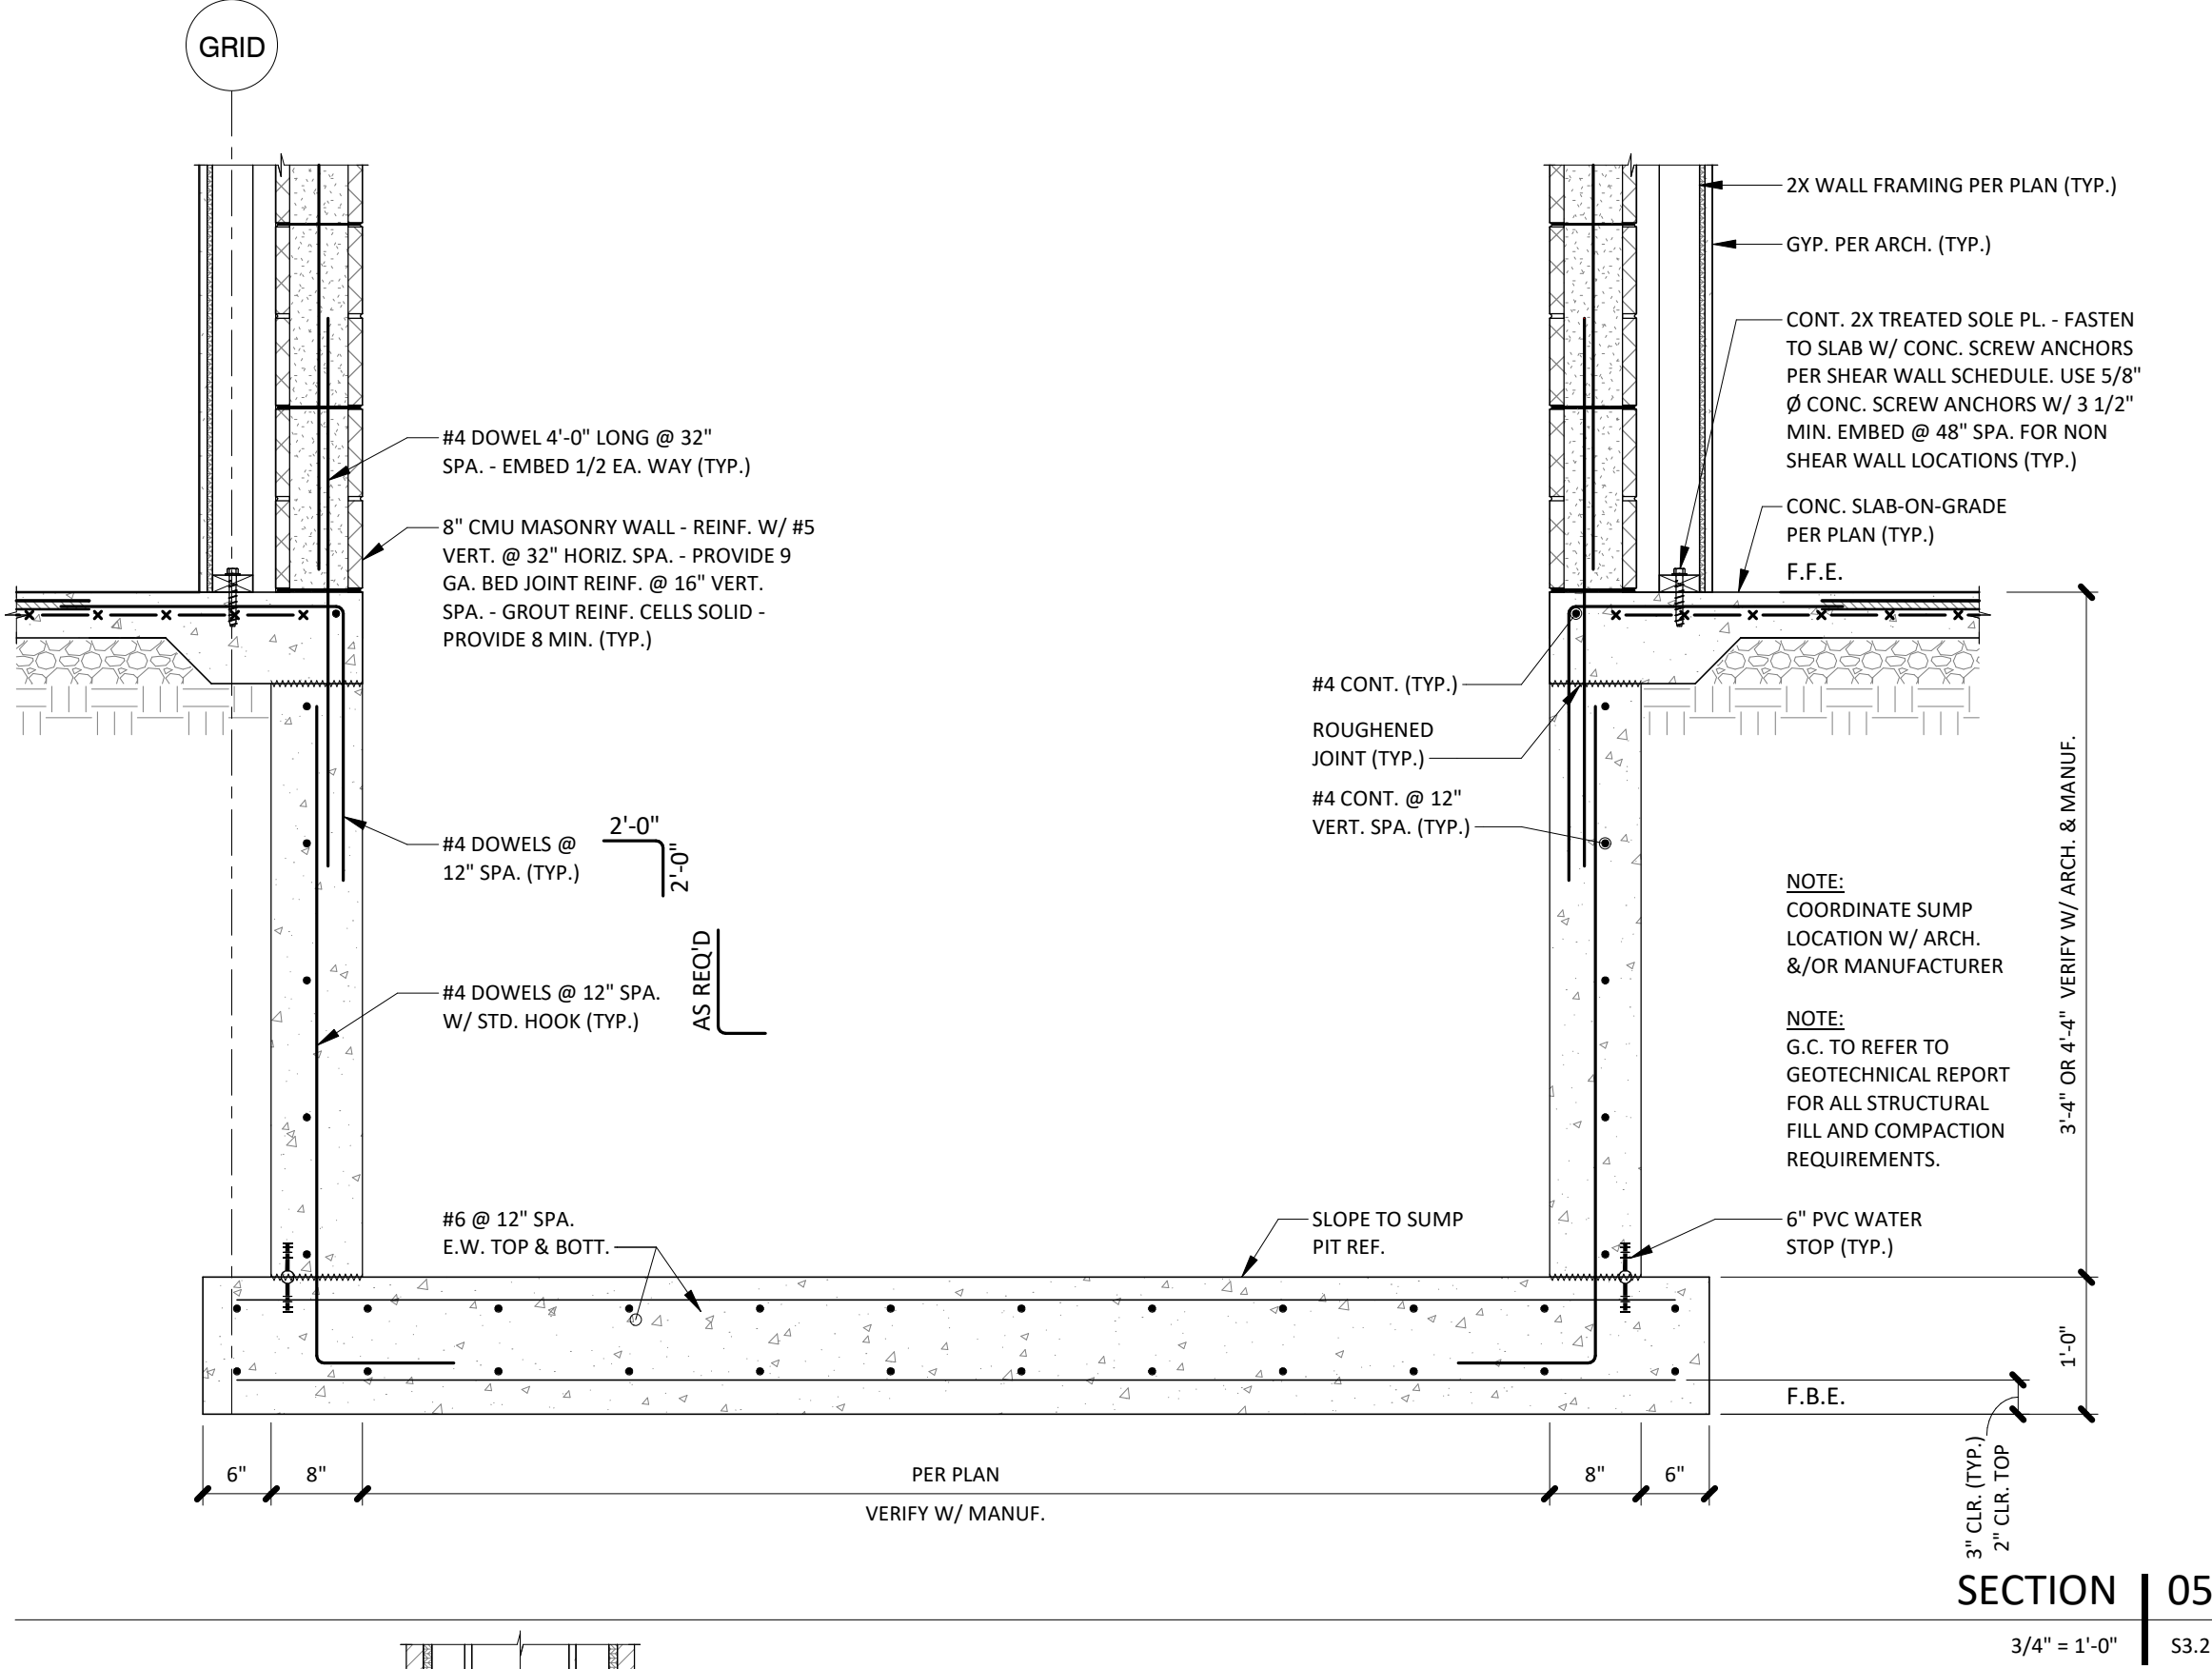 GRID
#4 DOWEL 4'-0" LONG @ 32"
SPA. - EMBED 1/2 EA. WAY (TYP.)
8" CMU MASONRY WALL - REINF. W/ #5
VERT. @ 32" HORIZ. SPA. - PROVIDE 9
GA. BED JOINT REINF. @ 16" VERT.
SPA. - GROUT REINF. CELLS SOLID -
PROVIDE 8 MIN. (TYP.)
#4 DOWELS @
12" SPA. (TYP.)
2'-0"
2'-0"
#4 DOWELS @ 12" SPA.
W/ STD. HOOK (TYP.)
AS REQ'D
#6 @ 12" SPA.
E.W. TOP & BOTT.
2X WALL FRAMING PER PLAN (TYP.)
GYP. PER ARCH. (TYP.)
CONT. 2X TREATED SOLE PL. - FASTEN
TO SLAB W/ CONC. SCREW ANCHORS
PER SHEAR WALL SCHEDULE. USE 5/8"
Ø CONC. SCREW ANCHORS W/ 3 1/2"
MIN. EMBED @ 48" SPA. FOR NON
SHEAR WALL LOCATIONS (TYP.)
CONC. SLAB-ON-GRADE
PER PLAN (TYP.)
F.F.E.
#4 CONT. (TYP.)
ROUGHENED
JOINT (TYP.)
#4 CONT. @ 12"
VERT. SPA. (TYP.)
NOTE:
COORDINATE SUMP
LOCATION W/ ARCH.
&/OR MANUFACTURER
NOTE:
G.C. TO REFER TO
GEOTECHNICAL REPORT
FOR ALL STRUCTURAL
FILL AND COMPACTION
REQUIREMENTS.
3'-4" OR 4'-4" VERIFY W/ ARCH. & MANUF.
SLOPE TO SUMP
PIT REF.
6" PVC WATER
STOP (TYP.)
1'-0"
F.B.E.
3" CLR. (TYP.)
2" CLR. TOP
6"
8"
PER PLAN
VERIFY W/ MANUF.
8"
6"
SECTION
05
3/4" = 1'-0"
S3.2